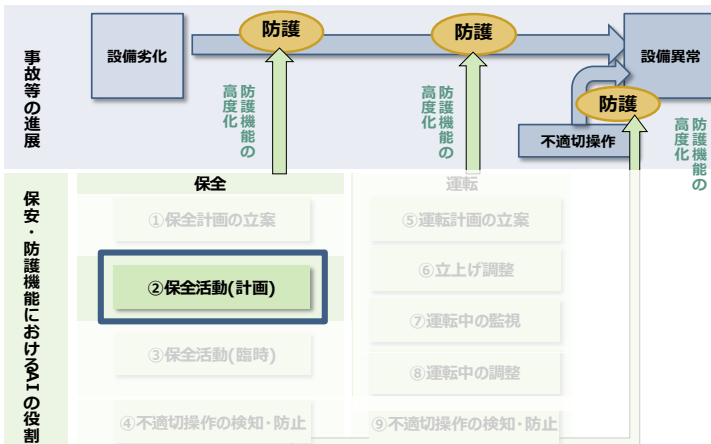 事故等の進展
設備劣化
防護
防護
設備異常
防護機能の
高度化
防護機能の
高度化
防護
不適切操作
防護機能の
高度化
保安・防護機能におけるAIの役割
保全
運転
①保全計画の立案
⑤運転計画の立案
②保全活動(計画)
⑥立上げ調整
⑦運転中の監視
③保全活動(臨時)
⑧運転中の調整
④不適切操作の検知・防止
⑨不適切操作の検知・防止